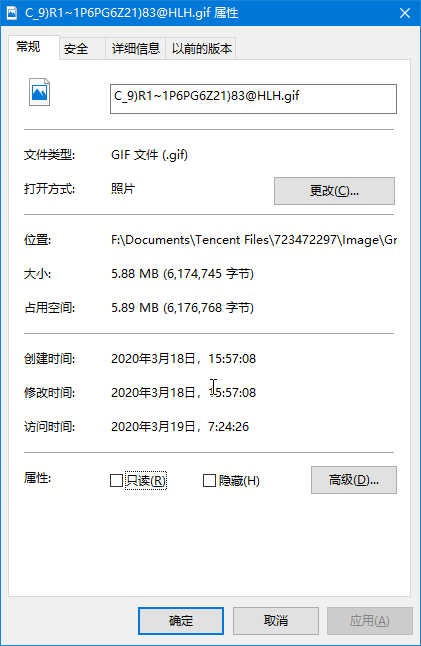 C_9)R1~1P6PG6Z21)83@HLH.gif 属性
常规 安全 详细信息 以前的版本
C_9)R1~1P6PG6Z21)83@HLH.gif
文件类型: GIF 文件 (.gif)
打开方式: 照片 更改(C)...
位置: F:\Documents\Tencent Files\723472297\Image\Gr
大小: 5.88 MB (6,174,745 字节)
占用空间: 5.89 MB (6,176,768 字节)
创建时间: 2020年3月18日，15:57:08
修改时间: 2020年3月18日，15:57:08
访问时间: 2020年3月19日，7:24:26
属性: 只读(R) 隐藏(H) 高级(D)...
确定 取消 应用(A)